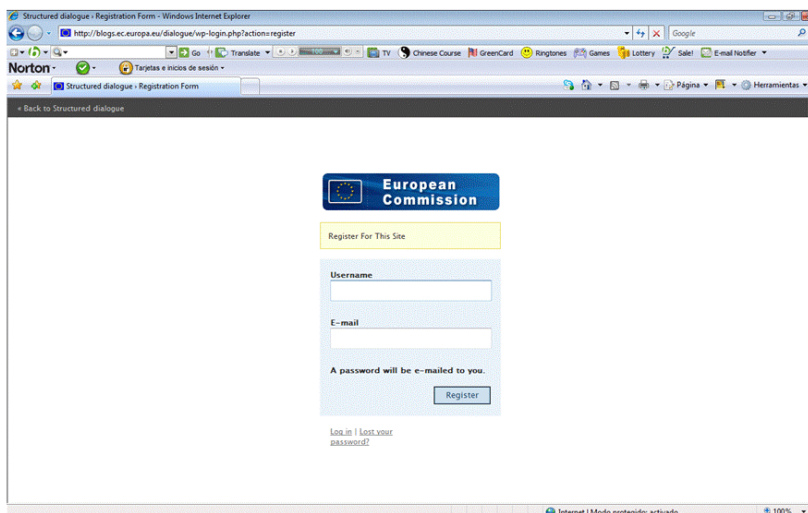 Structured dialogue › Registration Form - Windows Internet Explorer
http://blogs.ec.europa.eu/dialogue/wp-login.php?action=register
Google
Go Translate TV Chinese Course GreenCard Ringtones Games Lottery Sale! E-mail Notifier
Norton Tarjetas e inicios de sesión
Structured dialogue › Registration Form
Página Herramientas
« Back to Structured dialogue
European
Commission
Register For This Site
Username
E-mail
A password will be e-mailed to you.
Register
Log in | Lost your
password?
Internet | Modo protegido: activado
100%